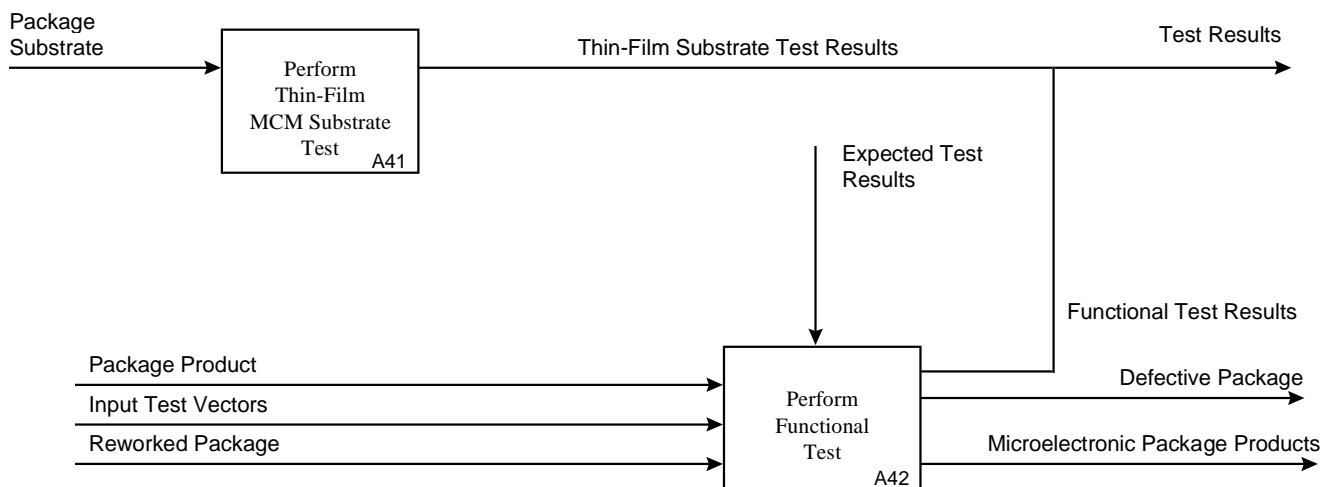 Package
Substrate
Thin-Film Substrate Test Results
Test Results
Perform
Thin-Film
MCM Substrate
Test
A41
Expected Test
Results
Functional Test Results
Package Product
Input Test Vectors
Reworked Package
Perform
Functional
Test
A42
Defective Package
Microelectronic Package Products